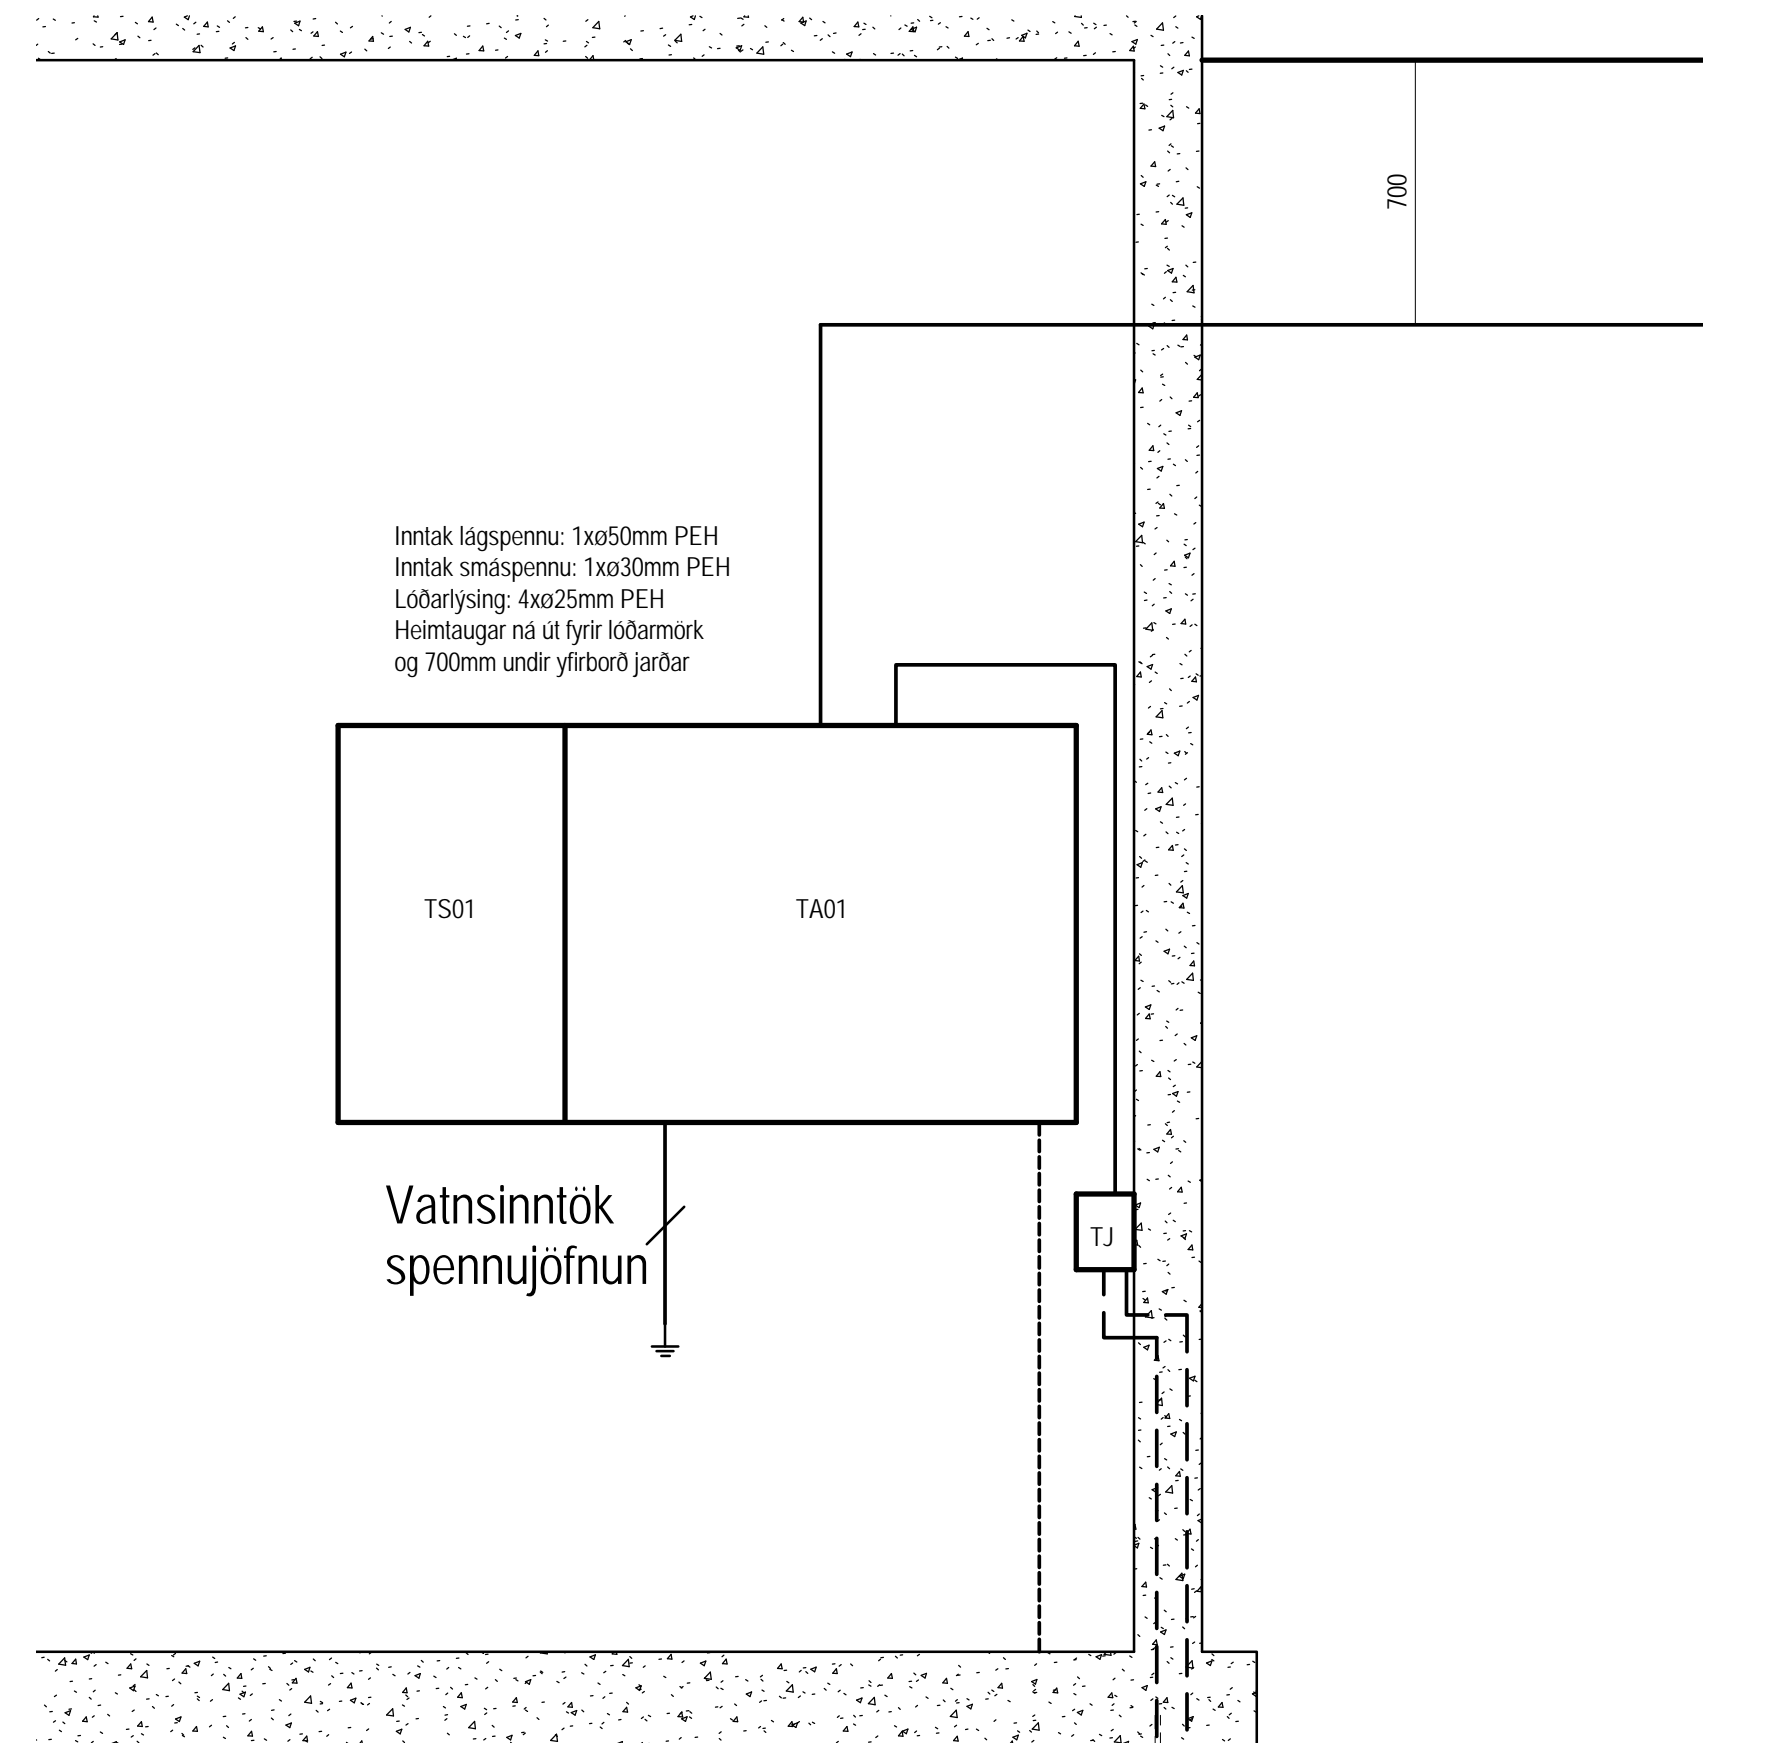 700
Inntak lágspennu: 1xø50mm PEH
Inntak smáspennu: 1xø30mm PEH
Lóðarlýsing: 4xø25mm PEH
Heimtaugar ná út fyrir lóðarmörk
og 700mm undir yfirborð jarðar
TS01
TA01
Vatnsinntök
spennujöfnun
TJ